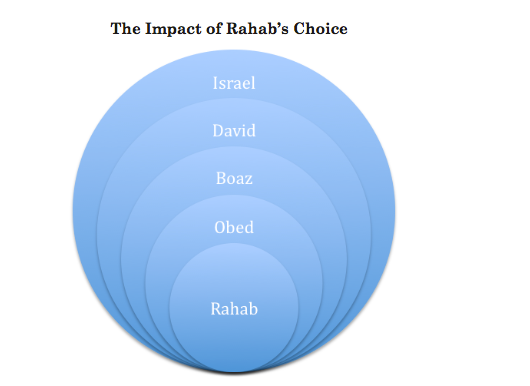 The Impact of Rahab’s Choice
Israel
David
Boaz
Obed
Rahab